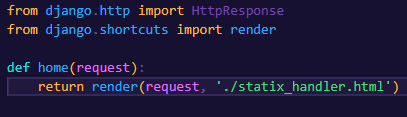 from django.http import HttpResponse
from django.shortcuts import render
def home(request):
    return render(request, './statix_handler.html')